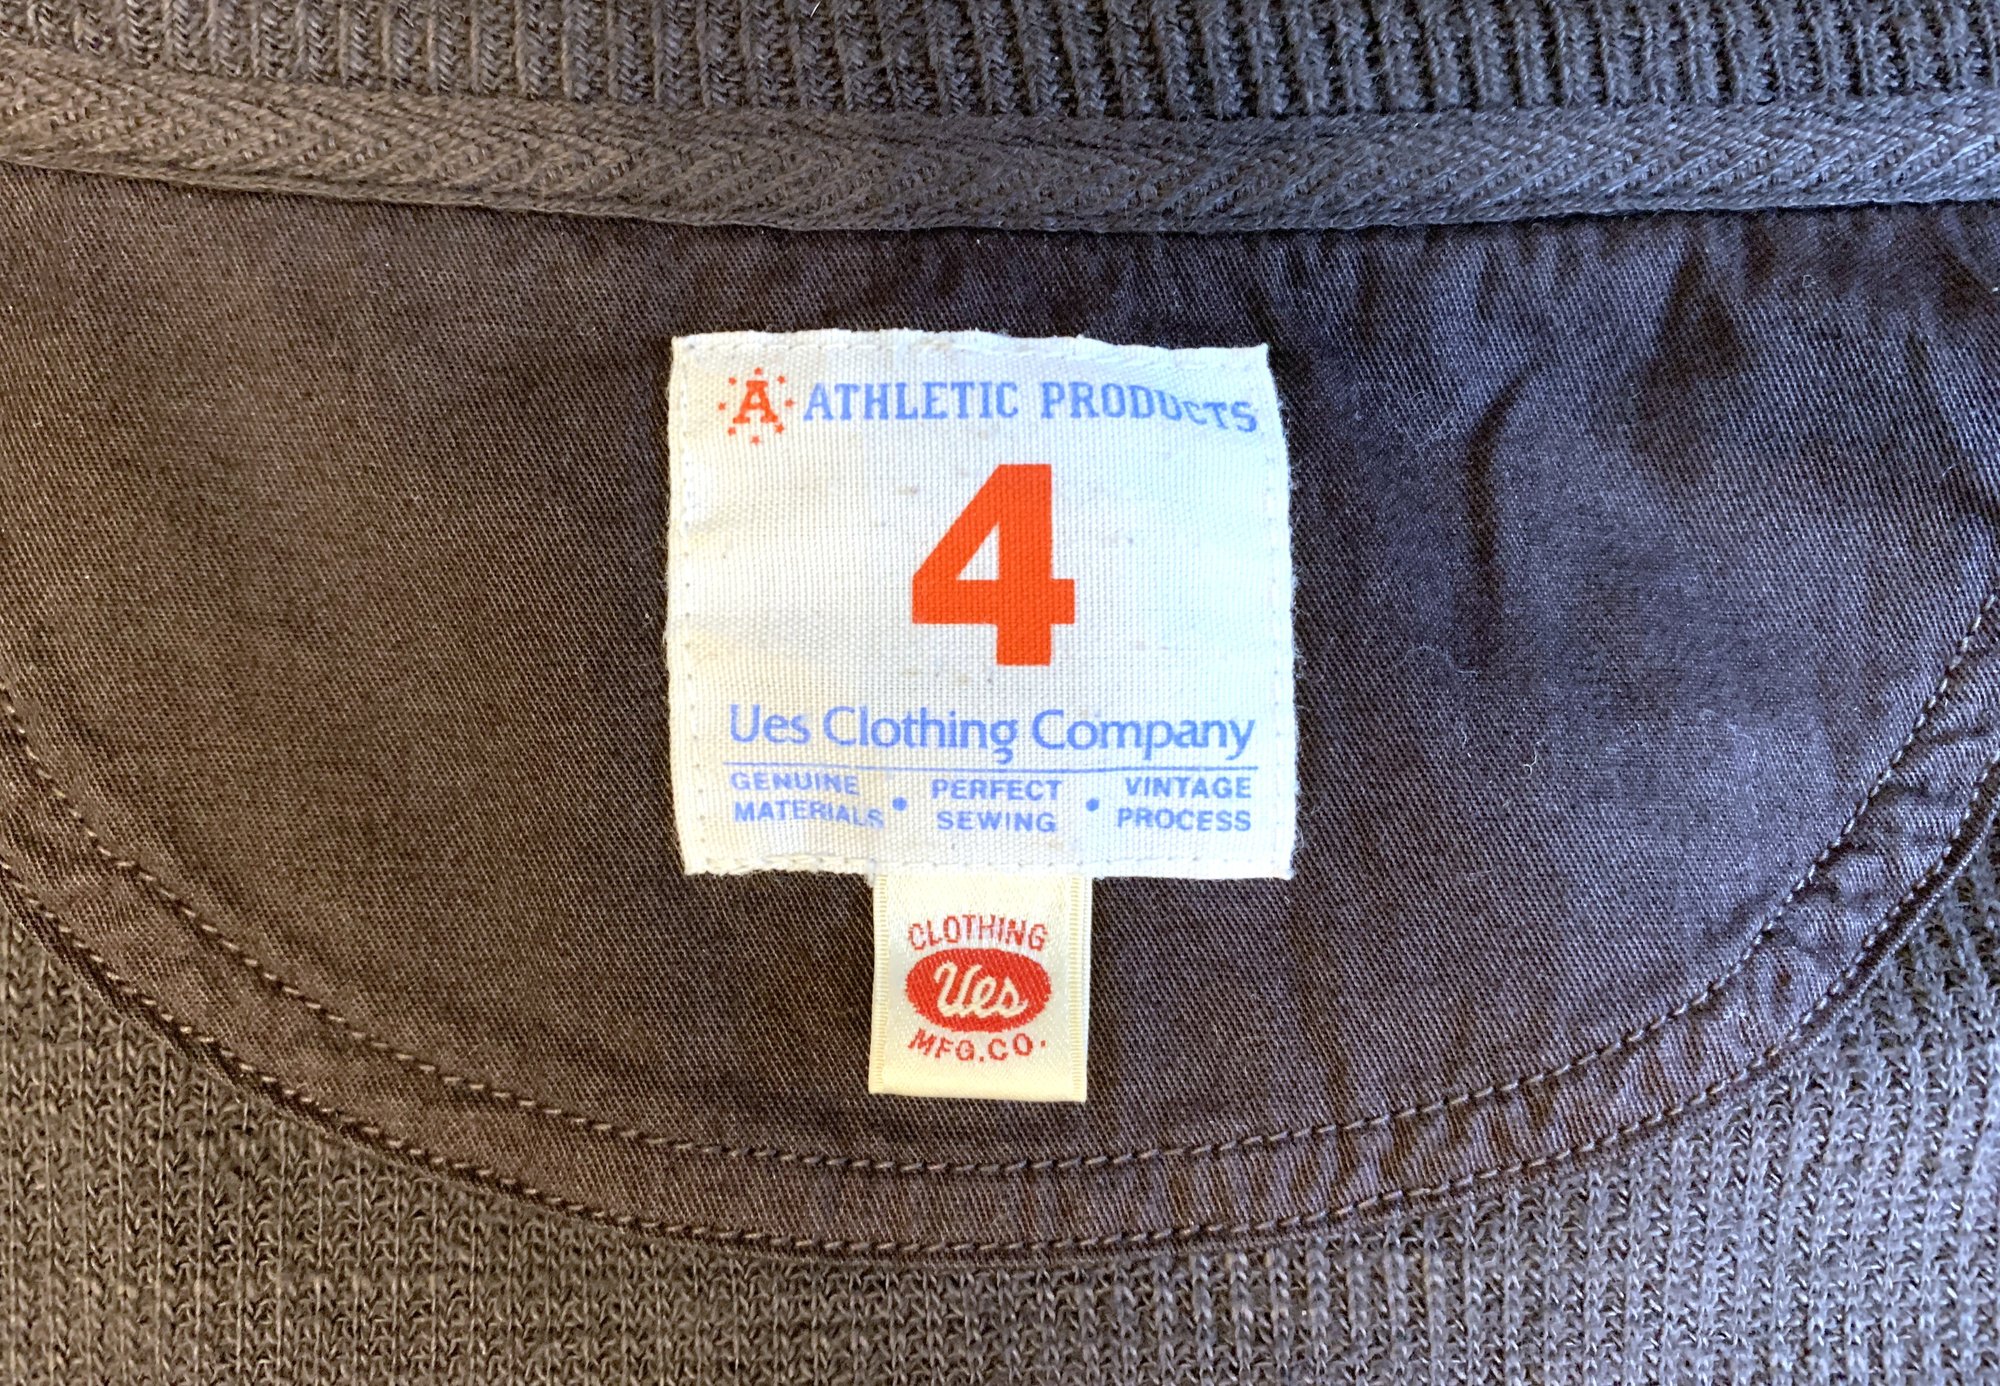 A ATHLETIC PRODUCTS
4
Ues Clothing Company
GENUINE MATERIALS • PERFECT SEWING • VINTAGE PROCESS
CLOTHING
Ues
MFG.CO.